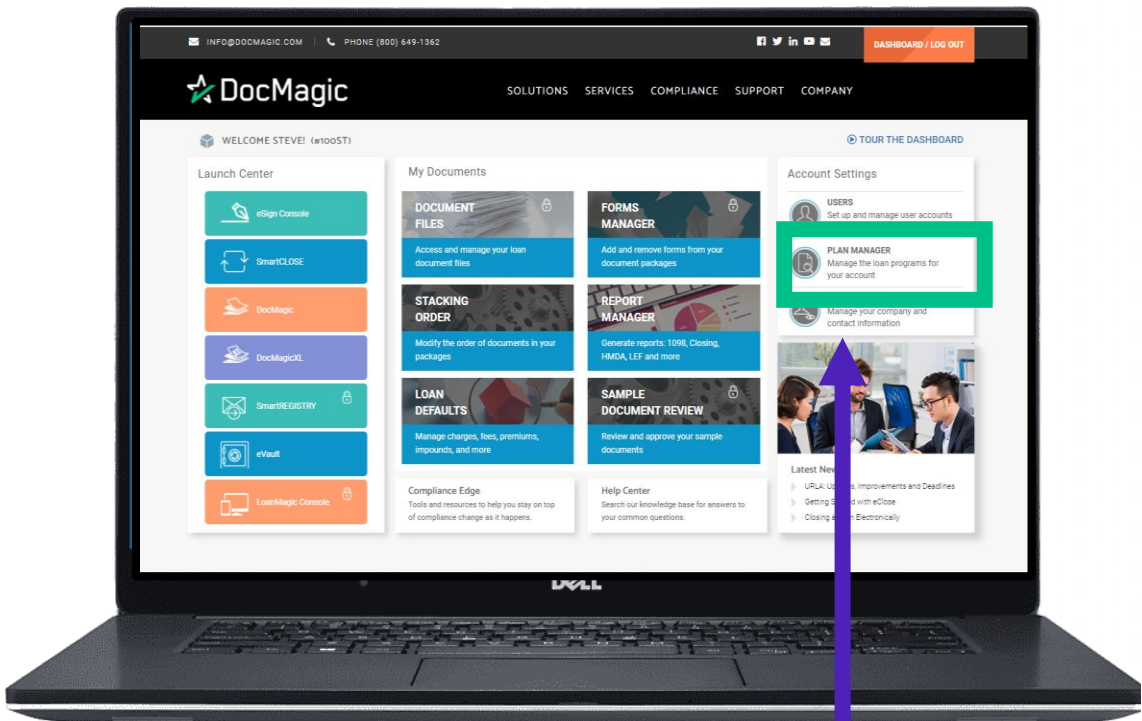 INFO@DOCMAGIC.COM | PHONE (800) 649-1362
DASHBOARD / LOG OUT
DocMagic
SOLUTIONS SERVICES COMPLIANCE SUPPORT COMPANY
WELCOME STEVE! (#100ST)
TOUR THE DASHBOARD
Launch Center
eSign Console
SmartCLOSE
DocMagic
DocMagicXL
SmartREGISTRY
eVault
LoanMagic Console
My Documents
DOCUMENT
FILES
Access and manage your loan
document files
FORMS
MANAGER
Add and remove forms from your
document packages
STACKING
ORDER
Modify the order of documents in your
packages
REPORT
MANAGER
Generate reports: 1098, Closing,
HMDA, LEF and more
LOAN
DEFAULTS
Manage charges, fees, premiums,
impounds, and more
SAMPLE
DOCUMENT REVIEW
Review and approve your sample
documents
Compliance Edge
Tools and resources to help you stay on top
of compliance change as it happens.
Help Center
Search our knowledge base for answers to
your common questions.
Account Settings
USERS
Set up and manage user accounts
PLAN MANAGER
Manage the loan programs for
your account
Manage your company and
contact information
Latest
URLA: Improvements and Deadlines
Getting with eClose
Closing Electronically
DELL